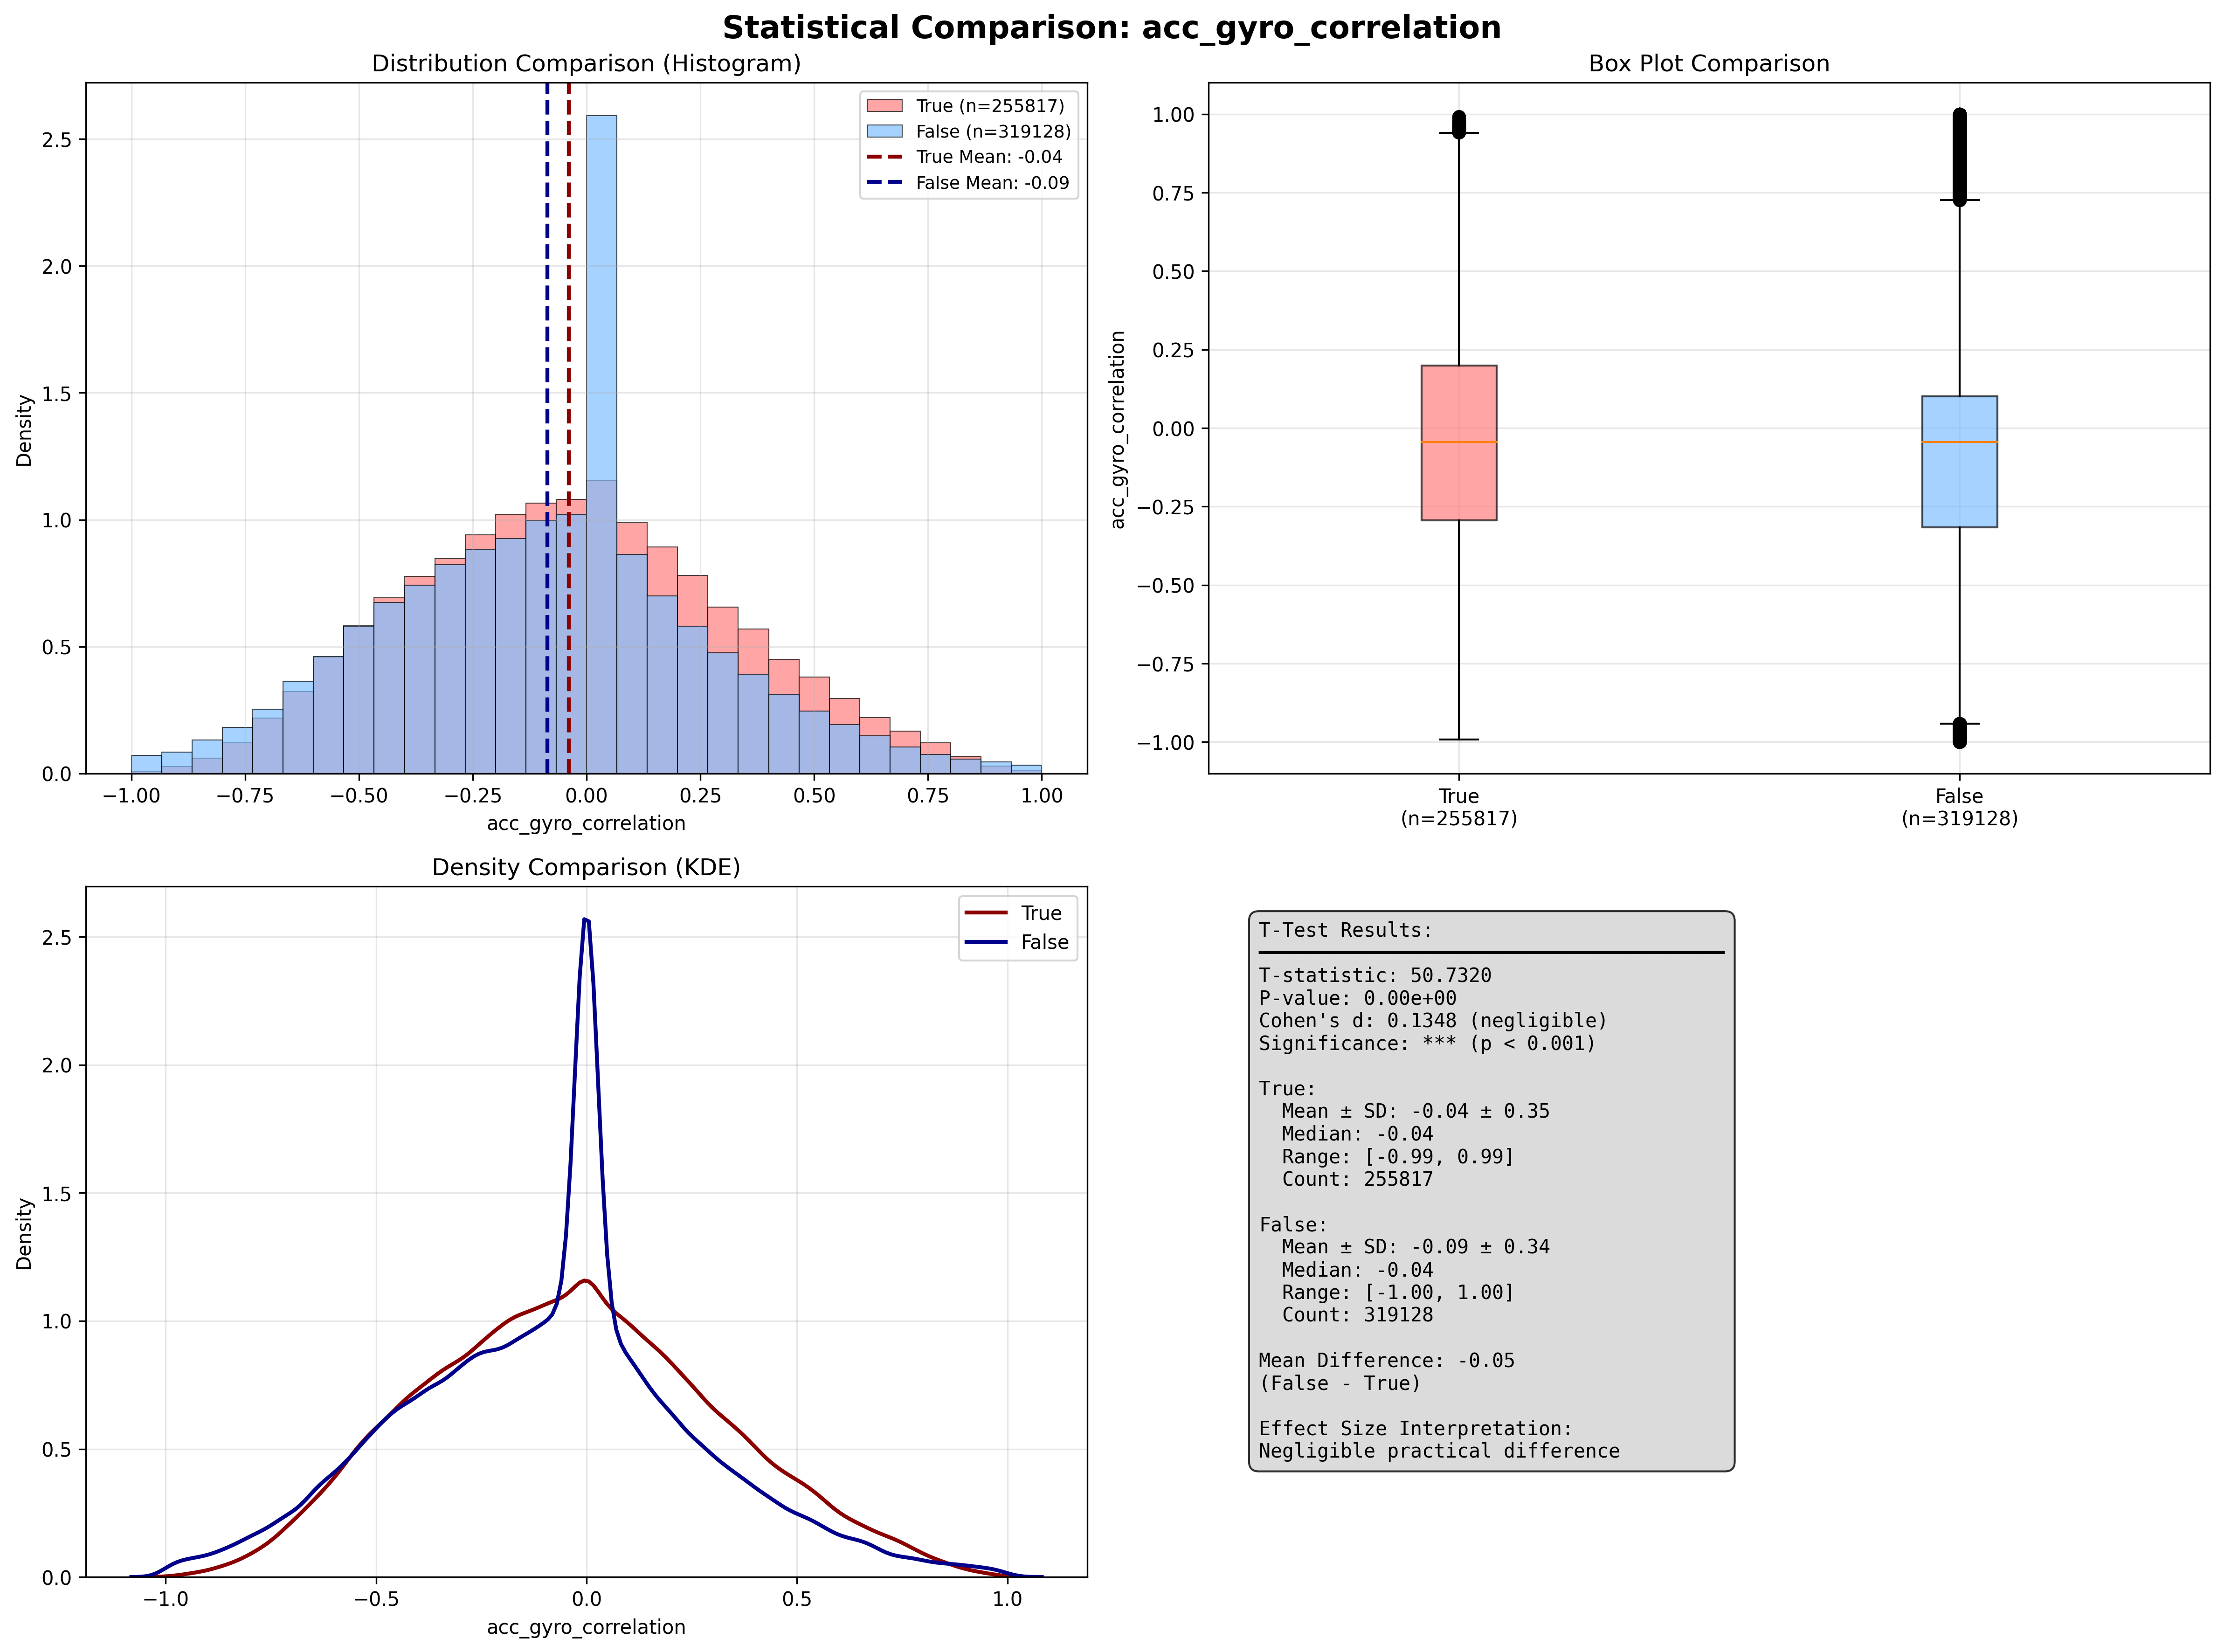 Statistical Comparison: acc_gyro_correlation
Distribution Comparison (Histogram)
Density
2.5
2.0
1.5
1.0
0.5
0.0
True (n=255817)
False (n=319128)
True Mean: -0.04
False Mean: -0.09
−1.00 −0.75 −0.50 −0.25 0.00 0.25 0.50 0.75 1.00
acc_gyro_correlation
Box Plot Comparison
acc_gyro_correlation
1.00
0.75
0.50
0.25
0.00
−0.25
−0.50
−0.75
−1.00
True
(n=255817)
False
(n=319128)
Density Comparison (KDE)
Density
2.5
2.0
1.5
1.0
0.5
0.0
True
False
−1.0 −0.5 0.0 0.5 1.0
acc_gyro_correlation
T-Test Results:
T-statistic: 50.7320
P-value: 0.00e+00
Cohen's d: 0.1348 (negligible)
Significance: *** (p < 0.001)
True:
Mean ± SD: -0.04 ± 0.35
Median: -0.04
Range: [-0.99, 0.99]
Count: 255817
False:
Mean ± SD: -0.09 ± 0.34
Median: -0.04
Range: [-1.00, 1.00]
Count: 319128
Mean Difference: -0.05
(False - True)
Effect Size Interpretation:
Negligible practical difference